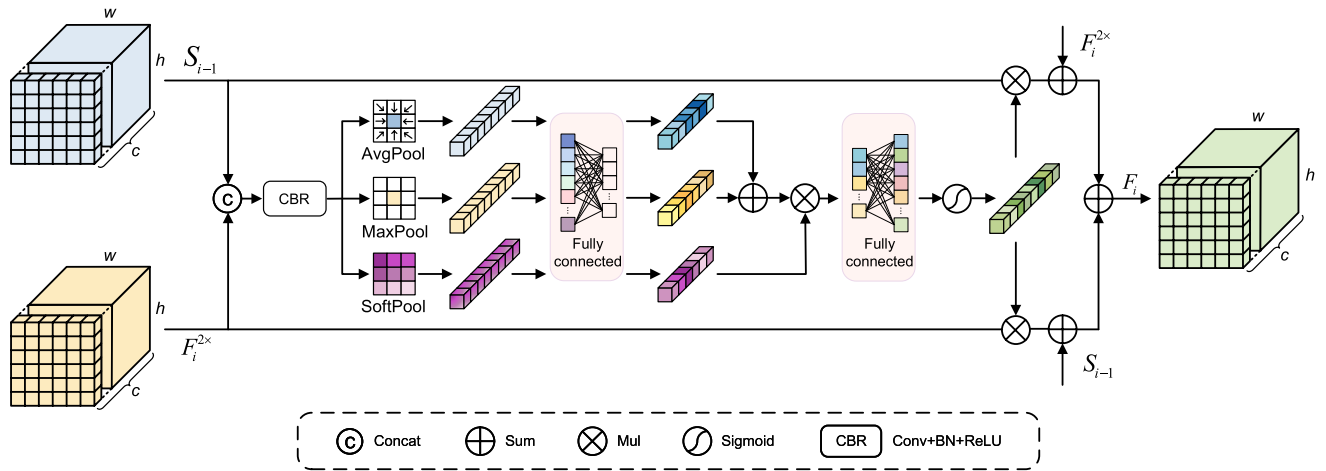 w
h
c
S_{i-1}
F_i^{2×}
AvgPool
MaxPool
SoftPool
C
CBR
Fully
connected
Fully
connected
F_i
w
h
c
w
h
c
F_i^{2×}
S_{i-1}
C Concat
Sum
Mul
Sigmoid
CBR Conv+BN+ReLU